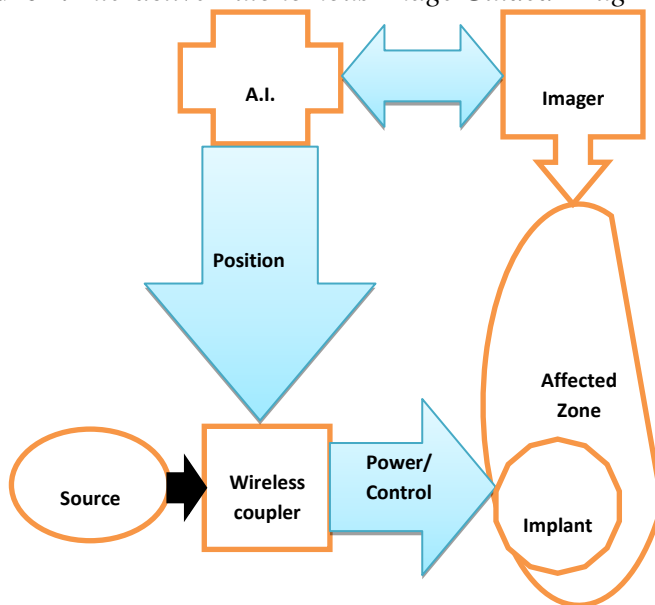 A.I.
Imager
Position
Affected
Zone
Source
Wireless
coupler
Power/
Control
Implant